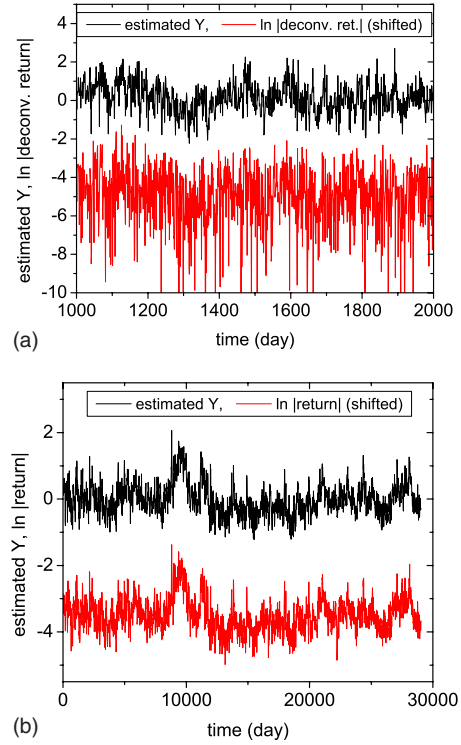 estimated Y, ln |deconv. ret.| (shifted)
4
2
0
-2
-4
-6
-8
-10
estimated Y, ln |deconv. return|
1000 1200 1400 1600 1800 2000
time (day)
(a)
estimated Y, ln |return| (shifted)
2
0
-2
-4
estimated Y, ln |return|
0 10000 20000 30000
time (day)
(b)